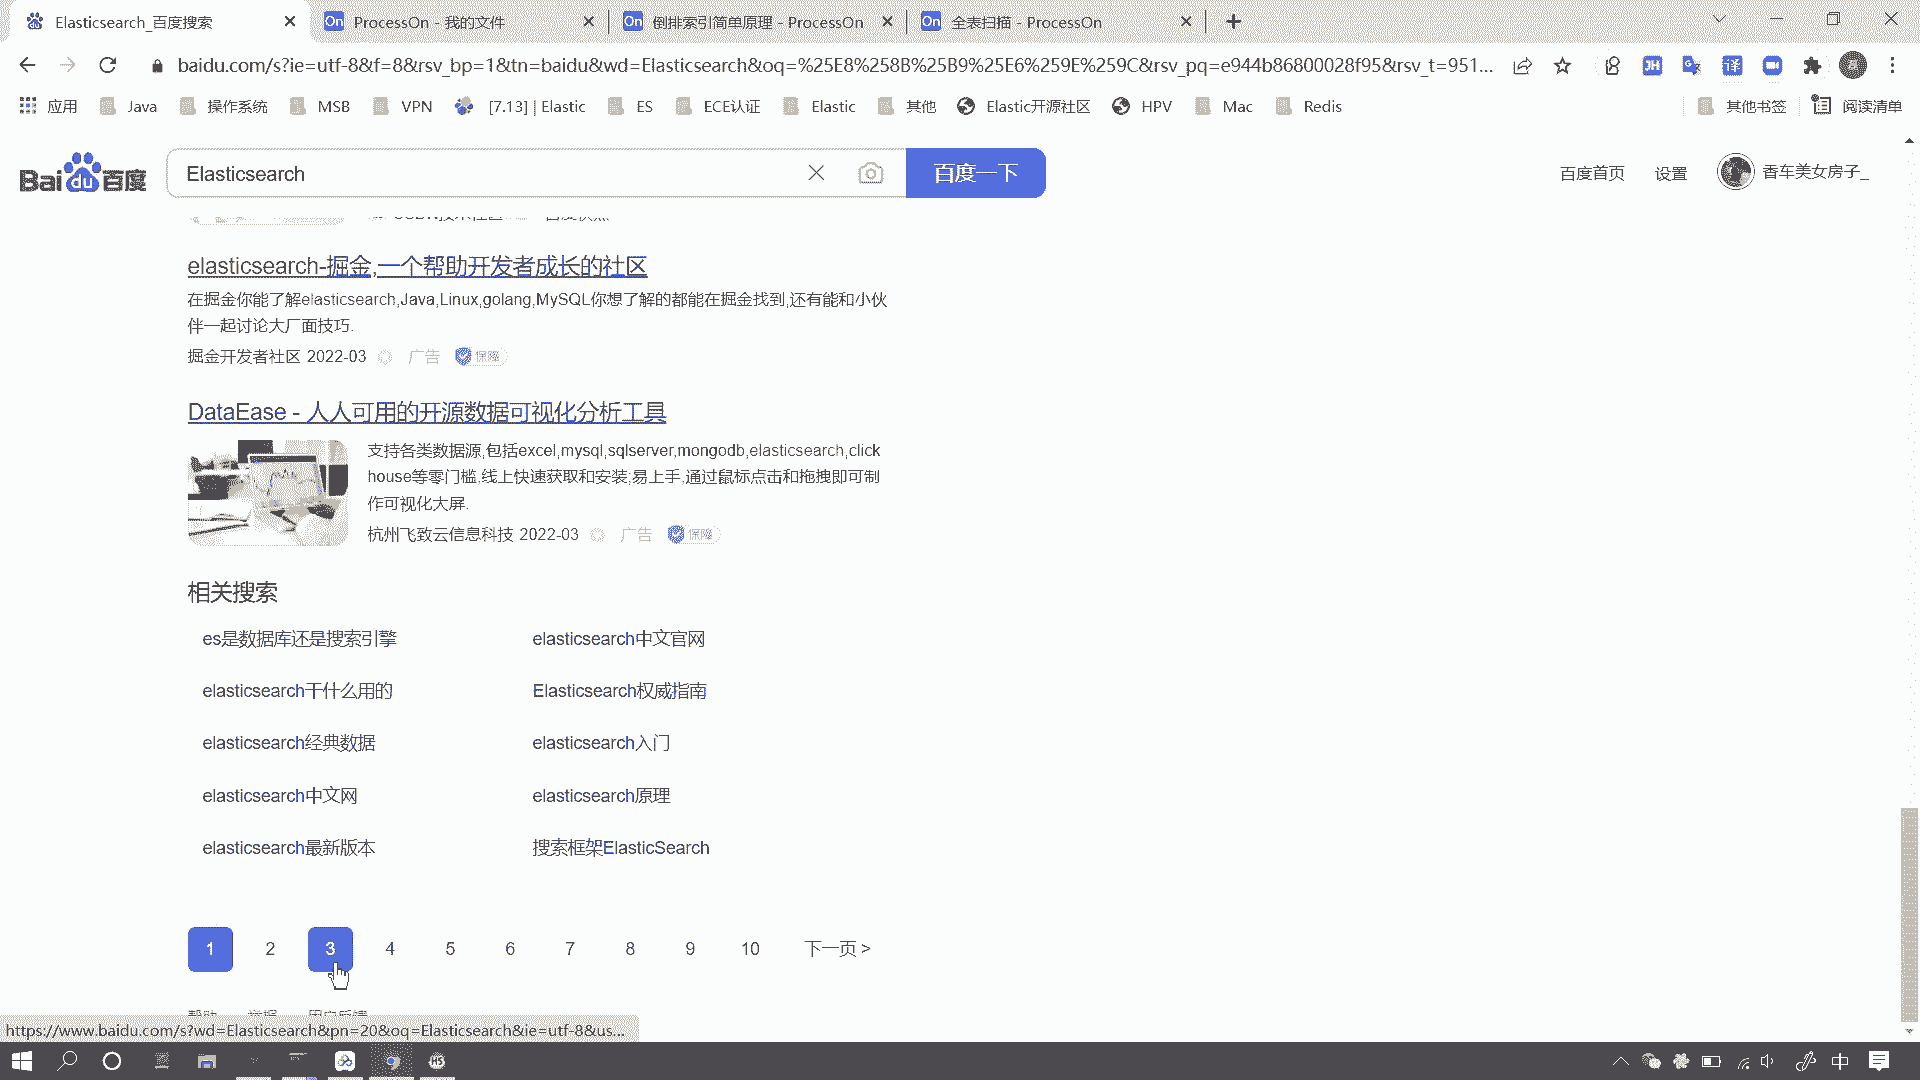 Elasticsearch_百度搜索
On ProcessOn - 我的文件
On 倒排索引简单原理 - ProcessOn
On 全表扫描 - ProcessOn
baidu.com/s?ie=utf-8&f=8&rsv_bp=1&tn=baidu&wd=Elasticsearch&oq=%25E8%258B%25B9%25E6%259E%259C&rsv_pq=e944b86800028f95&rsv_t=951...
JH
译
应用 Java 操作系统 MSB VPN [7.13] | Elastic ES ECE认证 Elastic 其他 Elastic开源社区 HPV Mac Redis 其他书签 阅读清单
Bai du 百度
Elasticsearch
百度一下
百度首页 设置 香车美女房子_
elasticsearch-掘金,一个帮助开发者成长的社区
在掘金你能了解elasticsearch,Java,Linux,golang,MySQL你想了解的都能在掘金找到,还有能和小伙
伴一起讨论大厂面技巧.
掘金开发者社区 2022-03 广告 保障
DataEase - 人人可用的开源数据可视化分析工具
支持各类数据源,包括excel,mysql,sqlserver,mongodb,elasticsearch,click
house等零门槛,线上快速获取和安装;易上手,通过鼠标点击和拖拽即可制
作可视化大屏.
杭州飞致云信息科技 2022-03 广告 保障
相关搜索
es是数据库还是搜索引擎 elasticsearch中文官网
elasticsearch干什么用的 Elasticsearch权威指南
elasticsearch经典数据 elasticsearch入门
elasticsearch中文网 elasticsearch原理
elasticsearch最新版本 搜索框架ElasticSearch
1 2 3 4 5 6 7 8 9 10 下一页 >
https://www.baidu.com/s?wd=Elasticsearch&pn=20&oq=Elasticsearch&ie=utf-8&us...
中